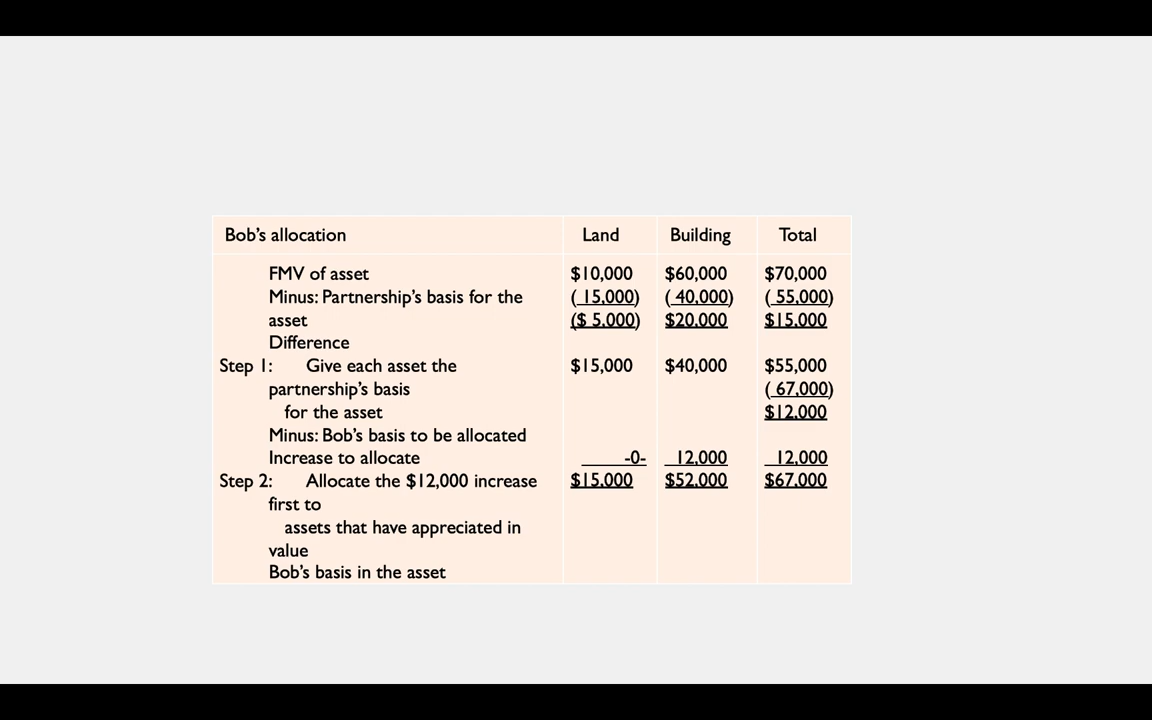 Bob's allocation Land Building Total
FMV of asset $10,000 $60,000 $70,000
Minus: Partnership's basis for the ( 15,000) ( 40,000) ( 55,000)
asset ($ 5,000) $20,000 $15,000
Difference
Step 1: Give each asset the $15,000 $40,000 $55,000
partnership's basis ( 67,000)
for the asset $12,000
Minus: Bob's basis to be allocated
Increase to allocate -0- 12,000 12,000
Step 2: Allocate the $12,000 increase $15,000 $52,000 $67,000
first to
assets that have appreciated in
value
Bob's basis in the asset